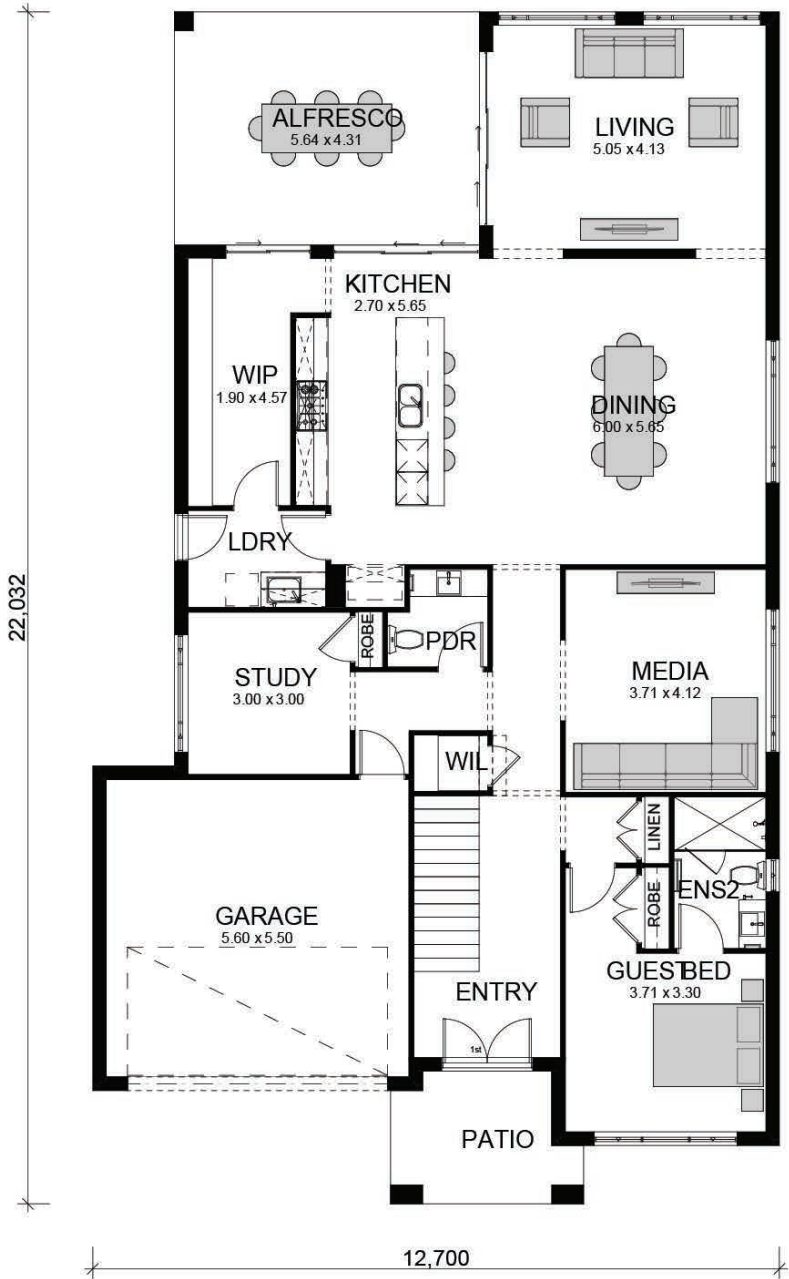 ALFRESCO
5.64 x 4.31
LIVING
5.05 x 4.13
KITCHEN
2.70 x 5.65
WIP
1.90 x 4.57
DINING
6.00 x 5.65
LDRY
22,032
ROBE
PDR
STUDY
3.00 x 3.00
MEDIA
3.71 x 4.12
WIL
LINEN
ENS2
ROBE
GARAGE
5.60 x 5.50
GUEST BED
3.71 x 3.30
ENTRY
1st
PATIO
12,700